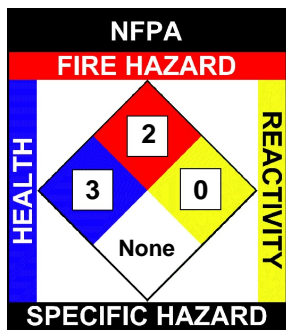 NFPA
FIRE HAZARD
2
HEALTH
3
0
REACTIVITY
None
SPECIFIC HAZARD